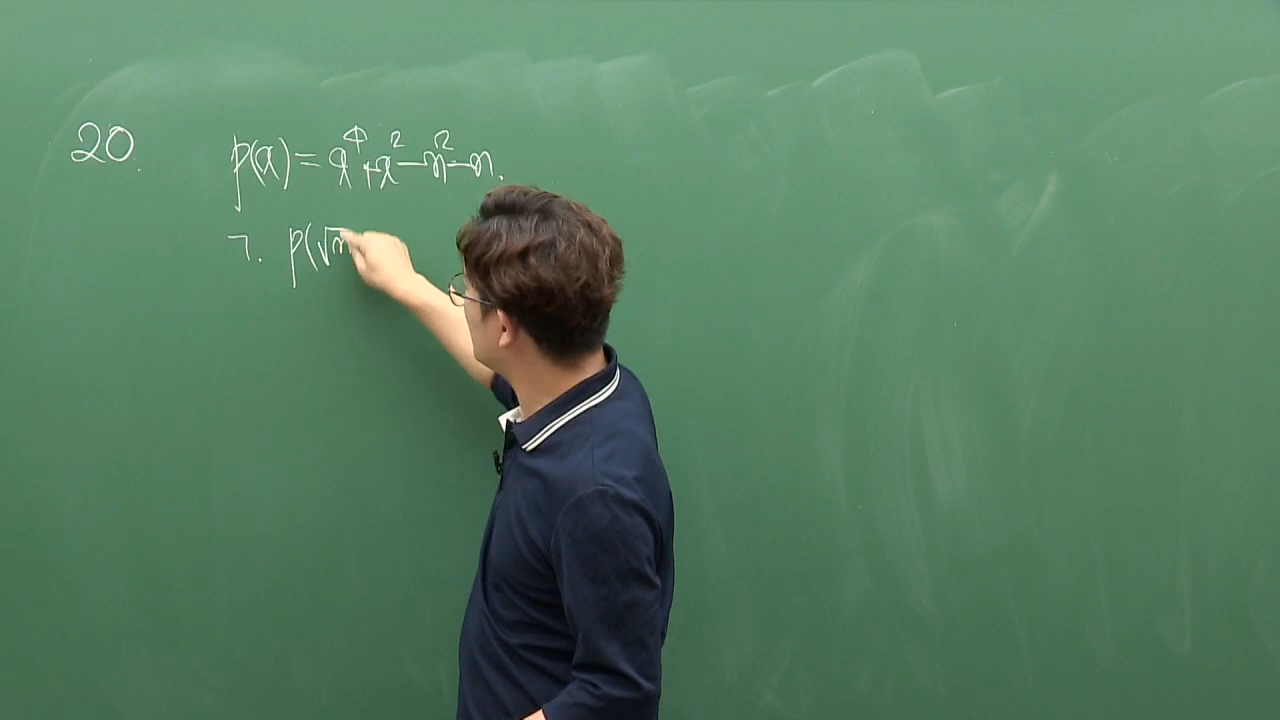 20.
p(x) = x⁴+x²-n²-n.
ㄱ. p(√n